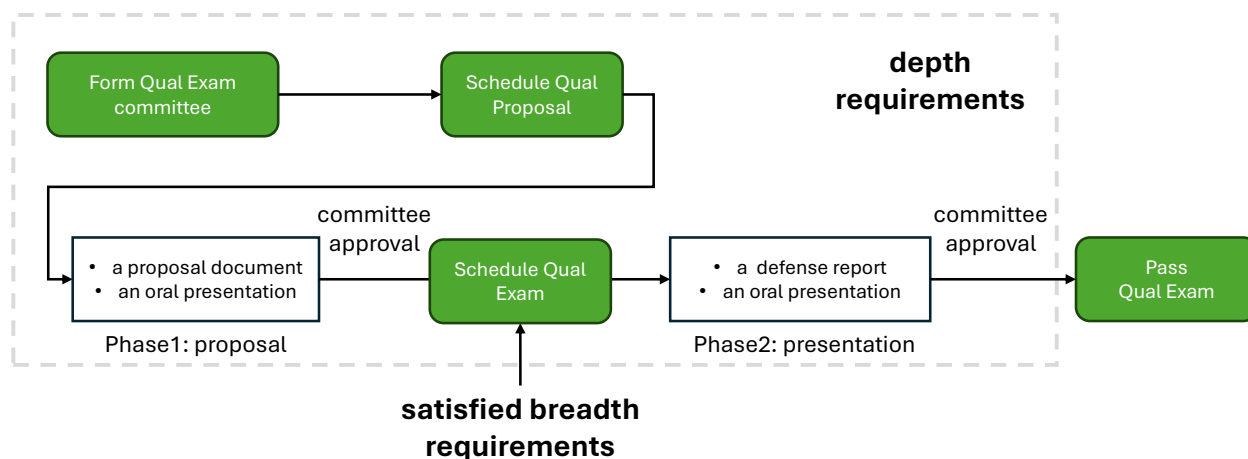 Form Qual Exam
committee
Schedule Qual
Proposal
depth
requirements
committee
approval
• a proposal document
• an oral presentation
Phase1: proposal
Schedule Qual
Exam
• a defense report
• an oral presentation
Phase2: presentation
committee
approval
Pass
Qual Exam
satisfied breadth
requirements